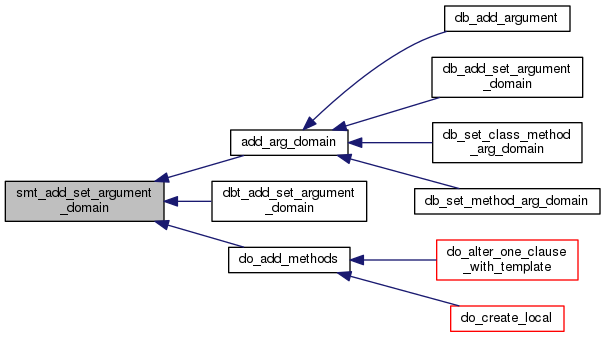 db_add_argument
db_add_set_argument
_domain
add_arg_domain
db_set_class_method
_arg_domain
smt_add_set_argument
_domain
dbt_add_set_argument
_domain
db_set_method_arg_domain
do_add_methods
do_alter_one_clause
_with_template
do_create_local